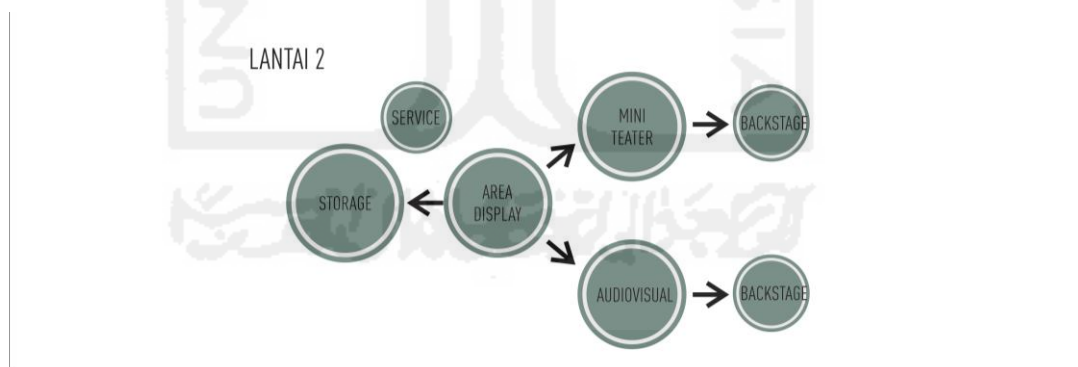 LANTAI 2
SERVICE
MINI
TEATER
BACKSTAGE
STORAGE
AREA
DISPLAY
AUDIOVISUAL
BACKSTAGE